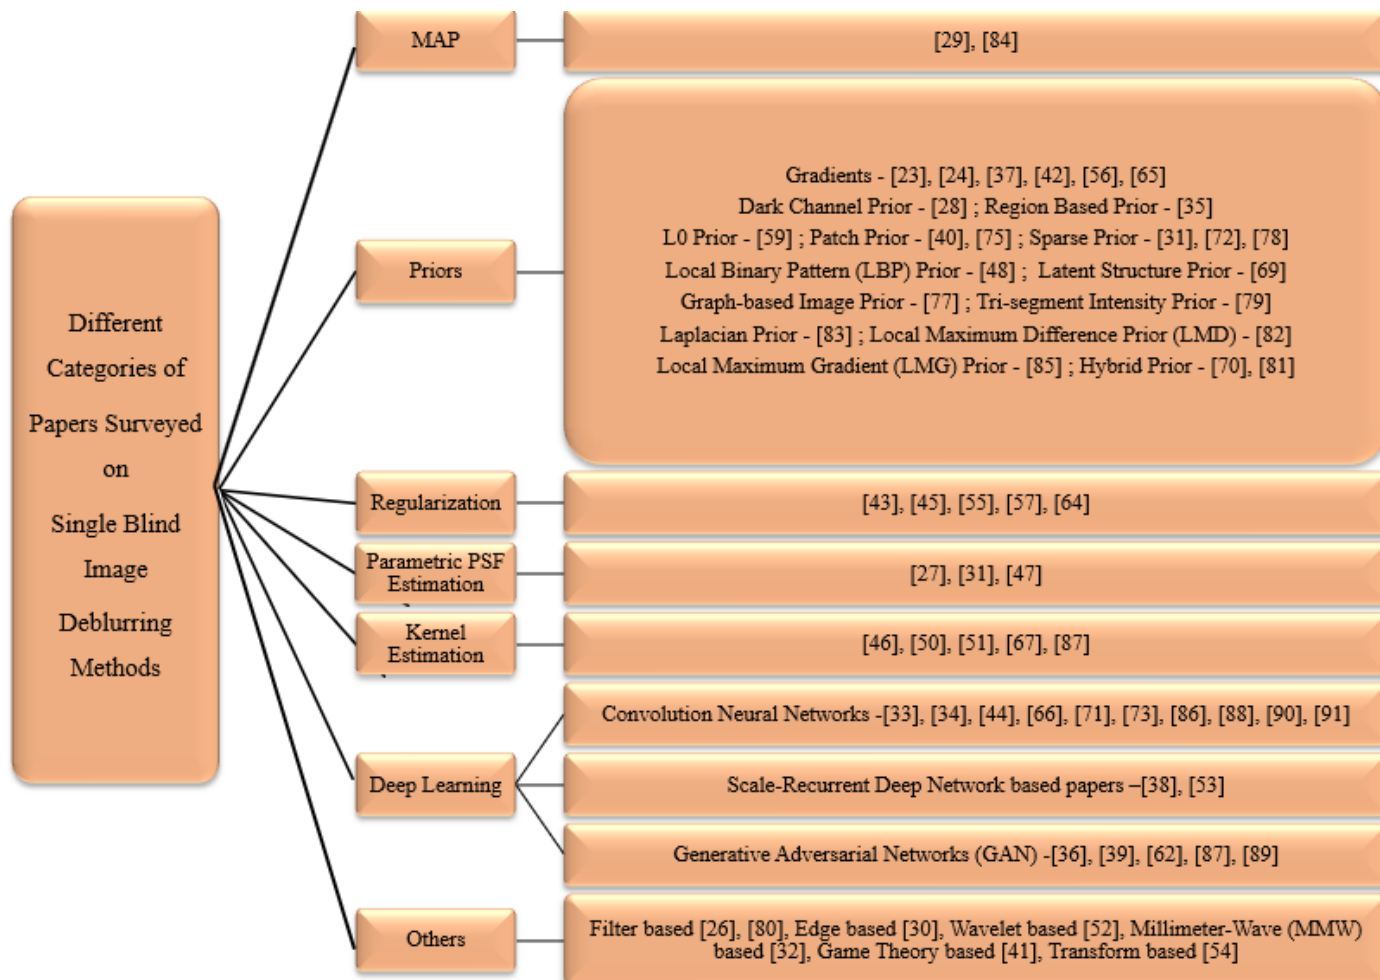 Different
Categories of
Papers Surveyed
on
Single Blind
Image
Deblurring
Methods
MAP
[29], [84]
Priors
Gradients - [23], [24], [37], [42], [56], [65]
Dark Channel Prior - [28] ; Region Based Prior - [35]
L0 Prior - [59] ; Patch Prior - [40], [75] ; Sparse Prior - [31], [72], [78]
Local Binary Pattern (LBP) Prior - [48] ; Latent Structure Prior - [69]
Graph-based Image Prior - [77] ; Tri-segment Intensity Prior - [79]
Laplacian Prior - [83] ; Local Maximum Difference Prior (LMD) - [82]
Local Maximum Gradient (LMG) Prior - [85] ; Hybrid Prior - [70], [81]
Regularization
[43], [45], [55], [57], [64]
Parametric PSF
Estimation
[27], [31], [47]
Kernel
Estimation
[46], [50], [51], [67], [87]
Deep Learning
Convolution Neural Networks -[33], [34], [44], [66], [71], [73], [86], [88], [90], [91]
Scale-Recurrent Deep Network based papers –[38], [53]
Generative Adversarial Networks (GAN) -[36], [39], [62], [87], [89]
Others
Filter based [26], [80], Edge based [30], Wavelet based [52], Millimeter-Wave (MMW)
based [32], Game Theory based [41], Transform based [54]